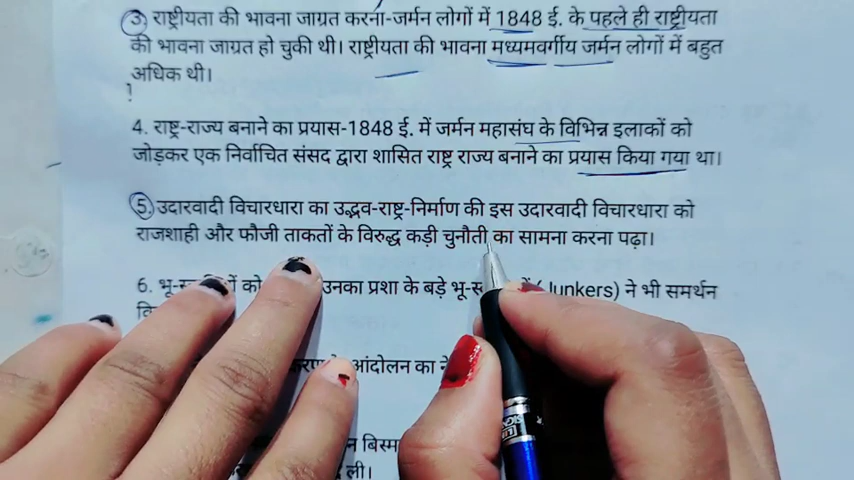 3. राष्ट्रीयता की भावना जाग्रत करना-जर्मन लोगों में 1848 ई. के पहले ही राष्ट्रीयता
की भावना जाग्रत हो चुकी थी। राष्ट्रीयता की भावना मध्यमवर्गीय जर्मन लोगों में बहुत
अधिक थी।
4. राष्ट्र-राज्य बनाने का प्रयास-1848 ई. में जर्मन महासंघ के विभिन्न इलाकों को
जोड़कर एक निर्वाचित संसद द्वारा शासित राष्ट्र राज्य बनाने का प्रयास किया गया था।
5. उदारवादी विचारधारा का उद्भव-राष्ट्र-निर्माण की इस उदारवादी विचारधारा को
राजशाही और फौजी ताकतों के विरुद्ध कड़ी चुनौती का सामना करना पढ़ा।
6. को उनका प्रशा के बड़े (Junkers) ने भी समर्थन
आंदोलन का
ली।